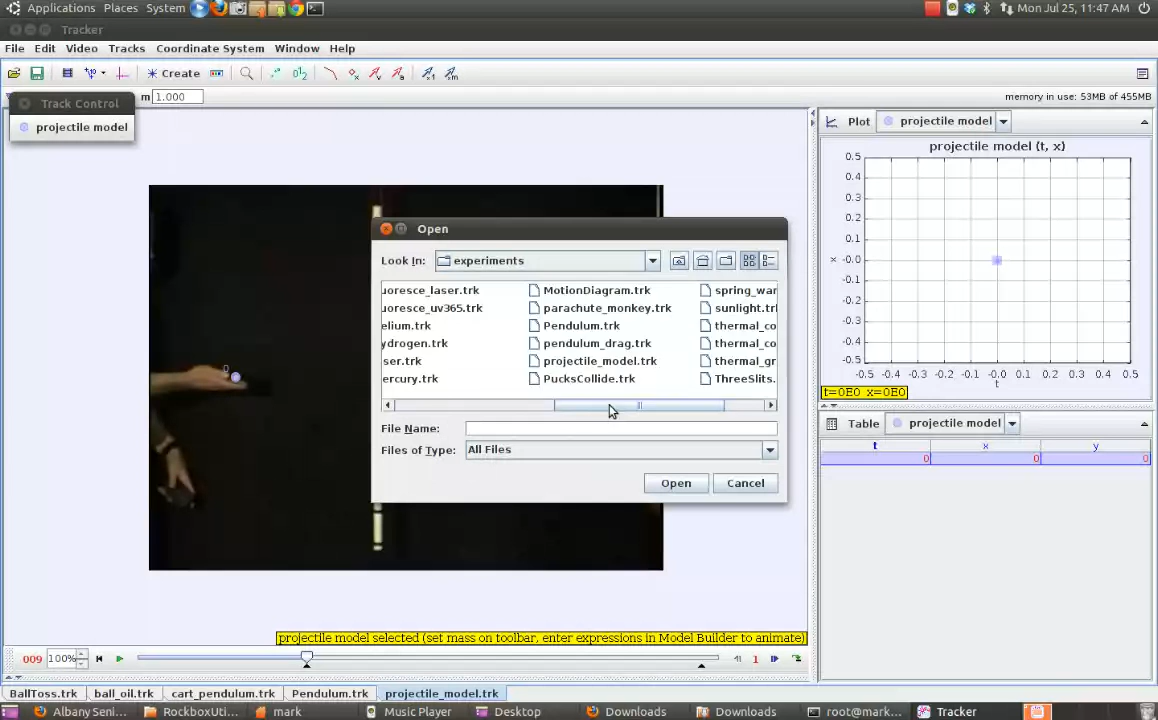 Applications Places System Mon Jul 25, 11:47 AM
Tracker
File Edit Video Tracks Coordinate System Window Help
Create
m 1.000 memory in use: 53MB of 455MB
Track Control
projectile model
Plot projectile model
projectile model (t, x)
0.5
0.4
0.3
0.2
0.1
x -0.0
-0.1
-0.2
-0.3
-0.4
-0.5
-0.5 -0.4 -0.3 -0.2 -0.1 -0.0 0.1 0.2 0.3 0.4 0.5
t
t=0E0 x=0E0
Table projectile model
t x y
0 0 0
Open
Look In: experiments
uoresce_laser.trk MotionDiagram.trk spring_war
uoresce_uv365.trk parachute_monkey.trk sunlight.trk
elium.trk Pendulum.trk thermal_co
ydrogen.trk pendulum_drag.trk thermal_co
ser.trk projectile_model.trk thermal_gr
ercury.trk PucksCollide.trk ThreeSlits.
File Name:
Files of Type: All Files
Open Cancel
projectile model selected (set mass on toolbar, enter expressions in Model Builder to animate)
009 100% 1
BallToss.trk ball_oil.trk cart_pendulum.trk Pendulum.trk projectile_model.trk
Albany Seni... RockboxUti... mark Music Player Desktop Downloads Downloads root@mark... Tracker